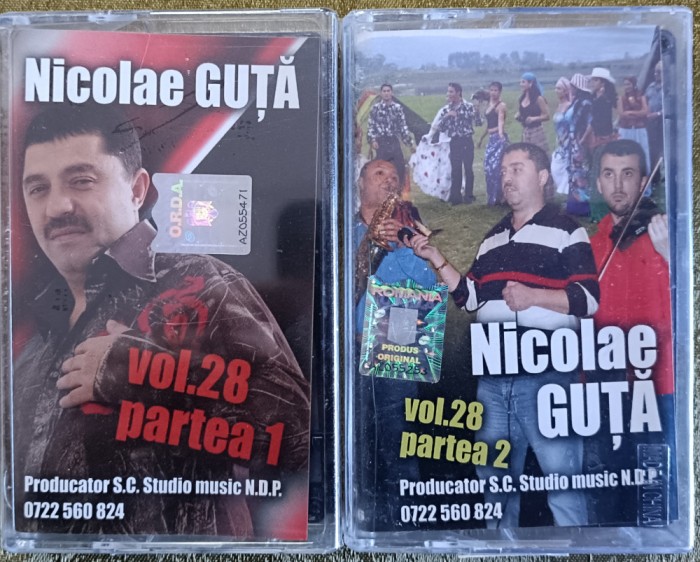 Nicolae GUȚĂ
O.R.D.A.
AZ055471
vol.28
partea 1
Producator S.C. Studio music N.D.P.
0722 560 824
ROMANIA
PRODUS
ORIGINAL
Nicolae
GUȚĂ
vol.28
partea 2
Producator S.C. Studio music N.D.P.
0722 560 824